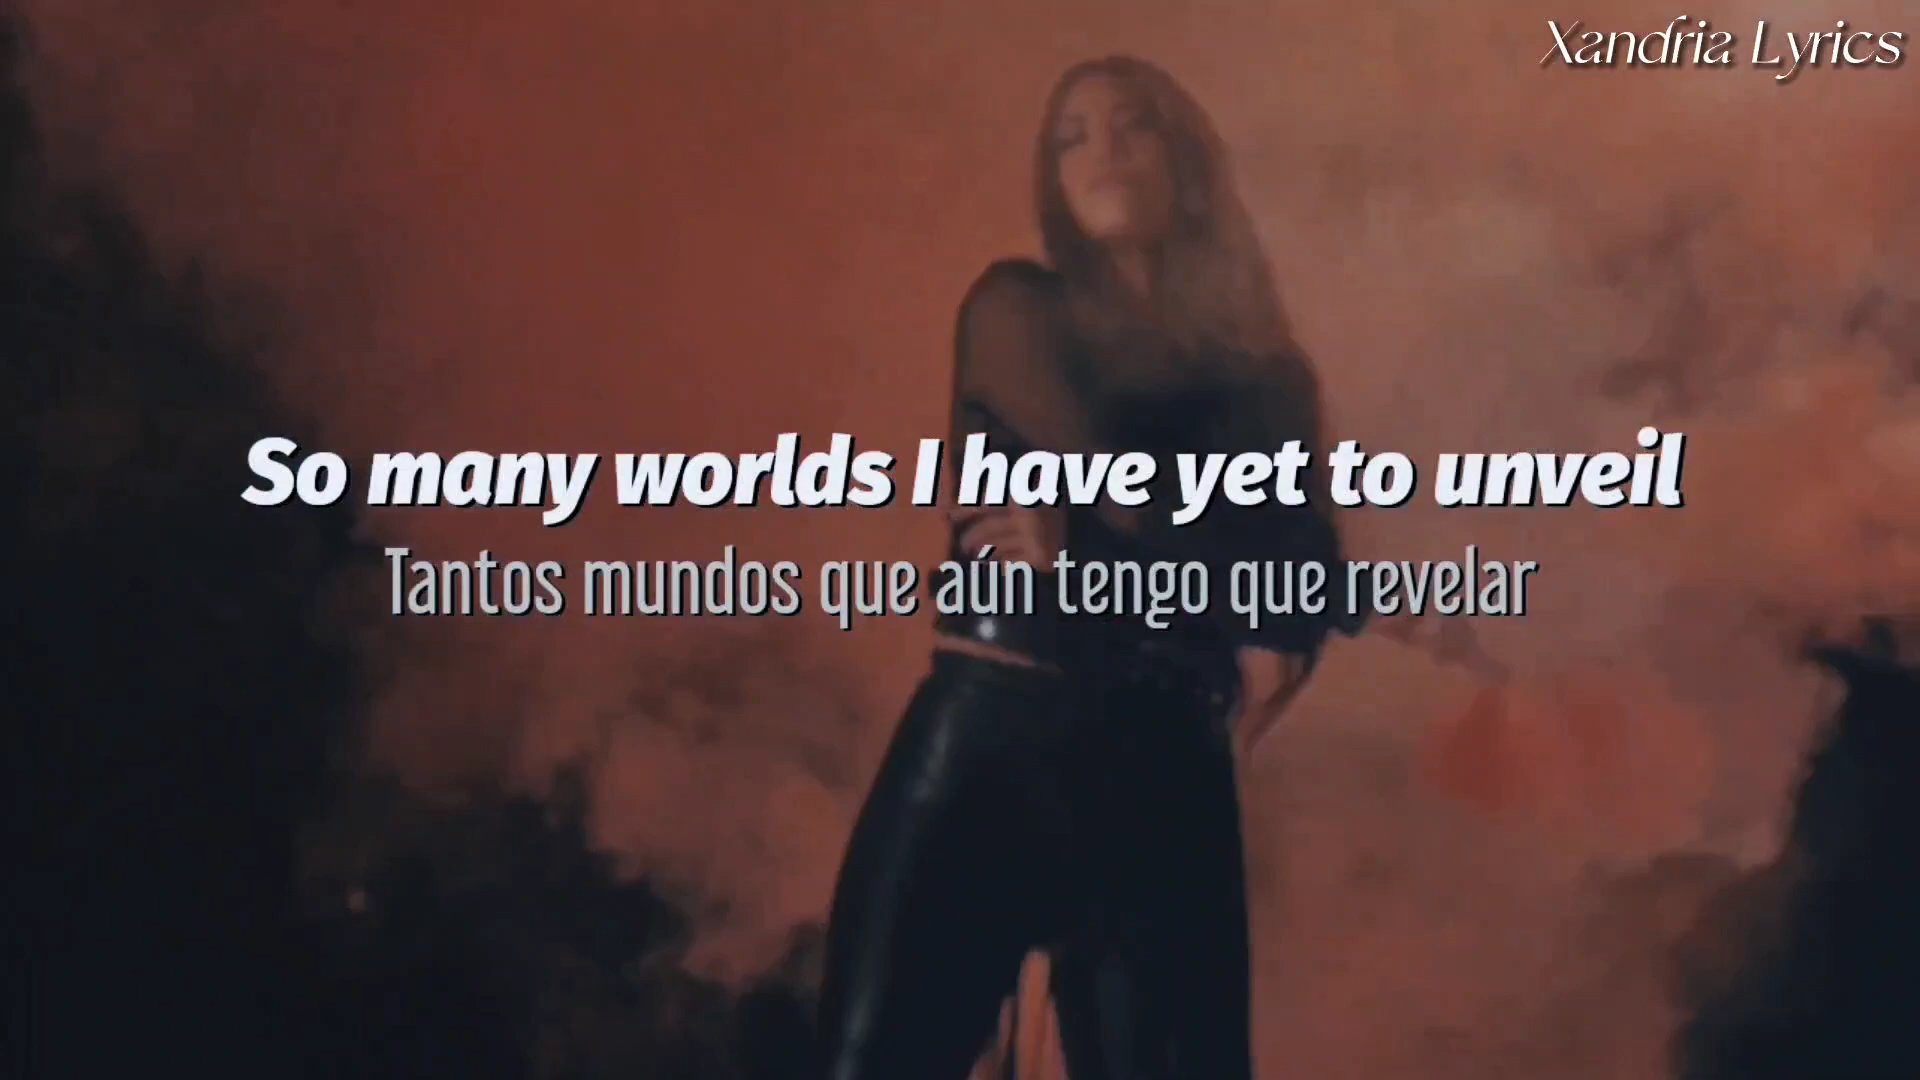 Xandria Lyrics
So many worlds I have yet to unveil
Tantos mundos que aún tengo que revelar